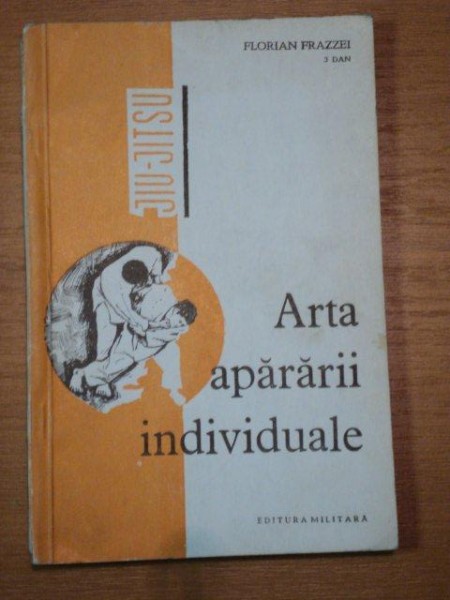 FLORIAN FRAZZEI
3 DAN
JIU-JITSU
Arta
apărării
individuale
EDITURA MILITARĂ